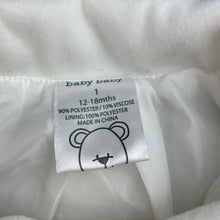 baby baby
1
12-18mths
90% POLYESTER / 10% VISCOSE
LINING: 100% POLYESTER
MADE IN CHINA